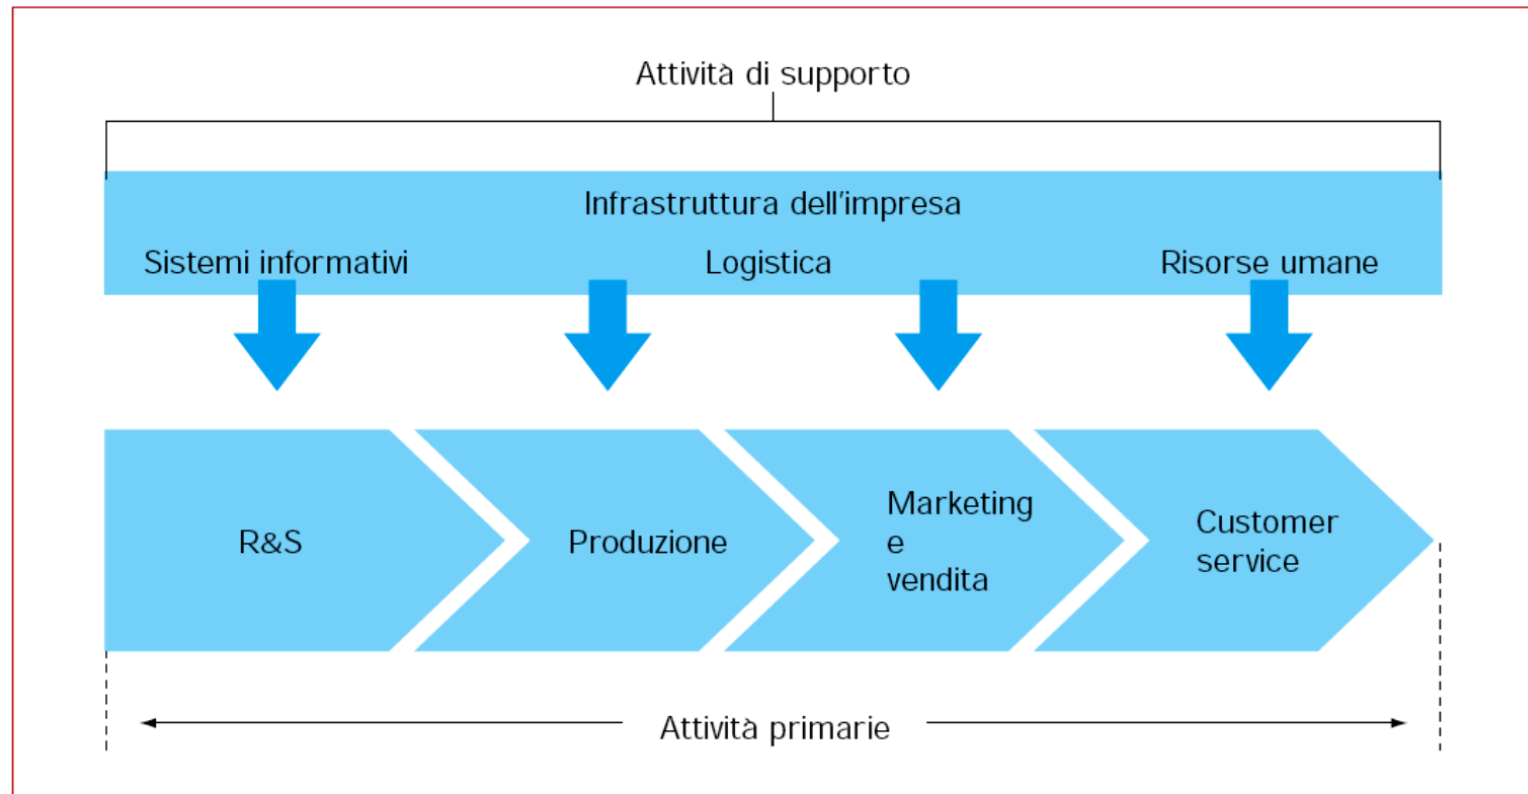 Attività di supporto
Infrastruttura dell'impresa
Sistemi informativi
Logistica
Risorse umane
R&S
Produzione
Marketing
e
vendita
Customer
service
Attività primarie